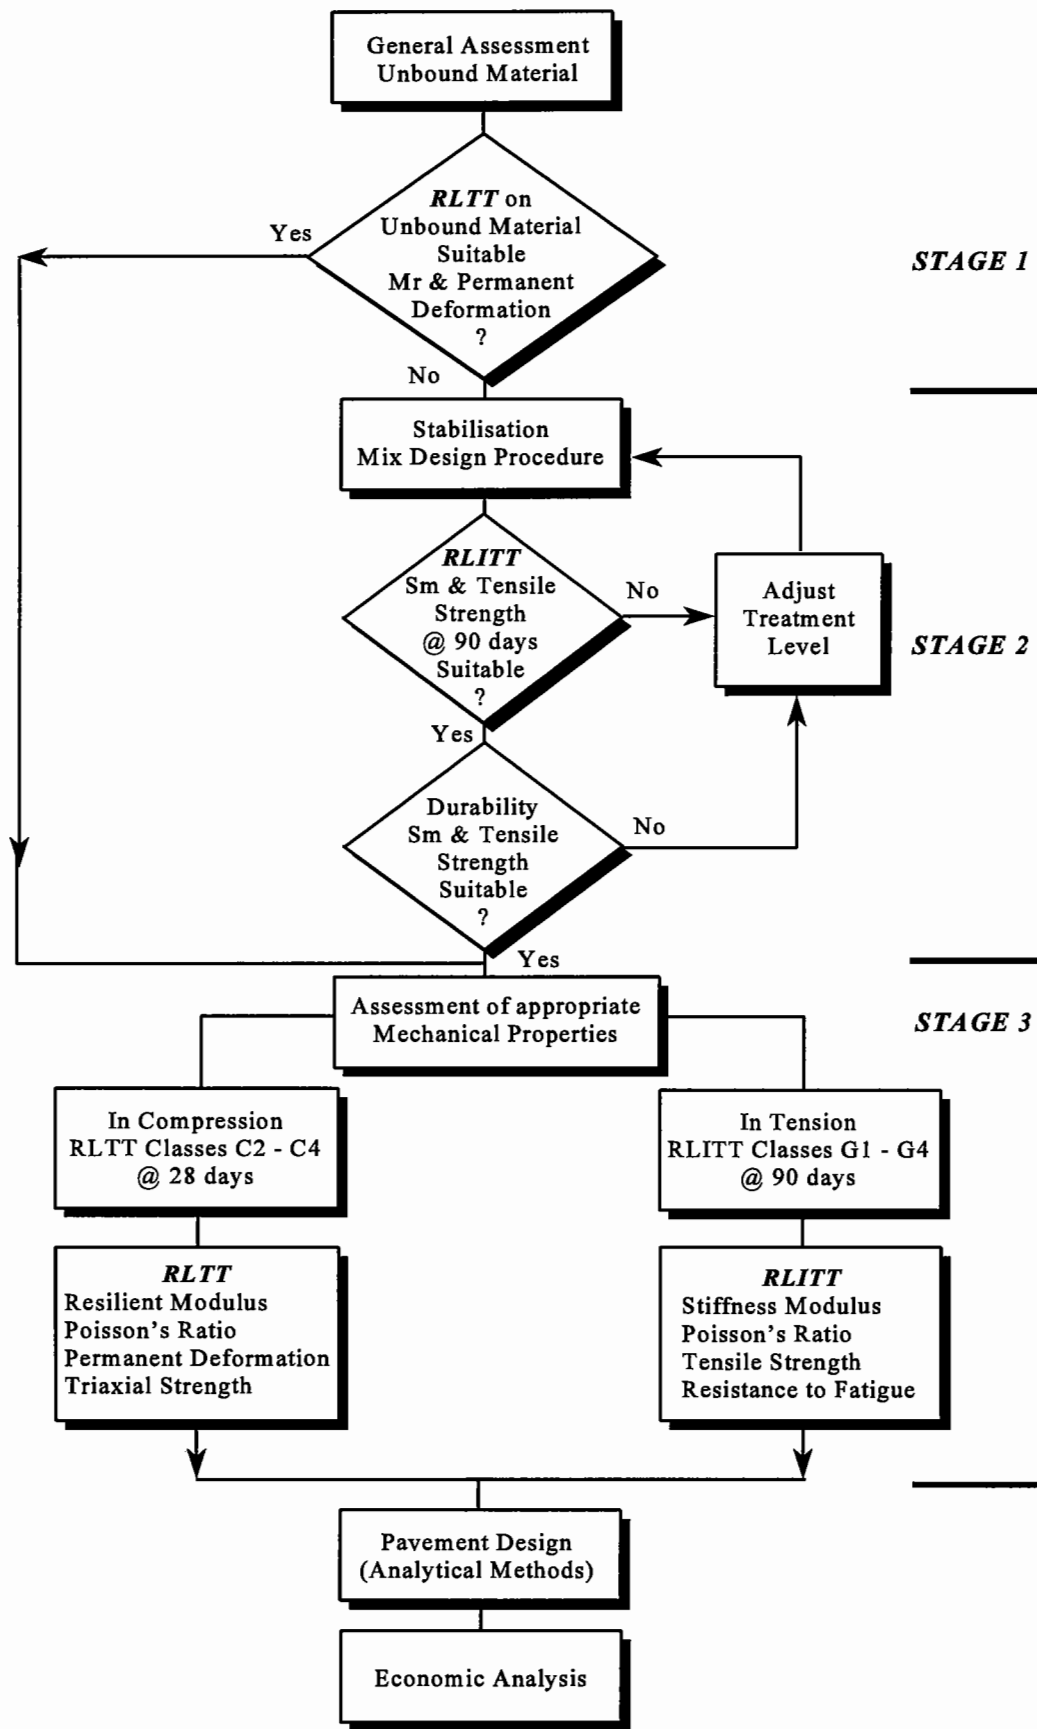 General Assessment
Unbound Material
RLTT on
Unbound Material
Suitable
Mr & Permanent
Deformation
?
Yes
STAGE 1
No
Stabilisation
Mix Design Procedure
RLITT
Sm & Tensile
Strength
@ 90 days
Suitable
?
No
Adjust
Treatment
Level
STAGE 2
Yes
Durability
Sm & Tensile
Strength
Suitable
?
No
Yes
Assessment of appropriate
Mechanical Properties
STAGE 3
In Compression
RLTT Classes C2 - C4
@ 28 days
In Tension
RLITT Classes G1 - G4
@ 90 days
RLTT
Resilient Modulus
Poisson's Ratio
Permanent Deformation
Triaxial Strength
RLITT
Stiffness Modulus
Poisson's Ratio
Tensile Strength
Resistance to Fatigue
Pavement Design
(Analytical Methods)
Economic Analysis